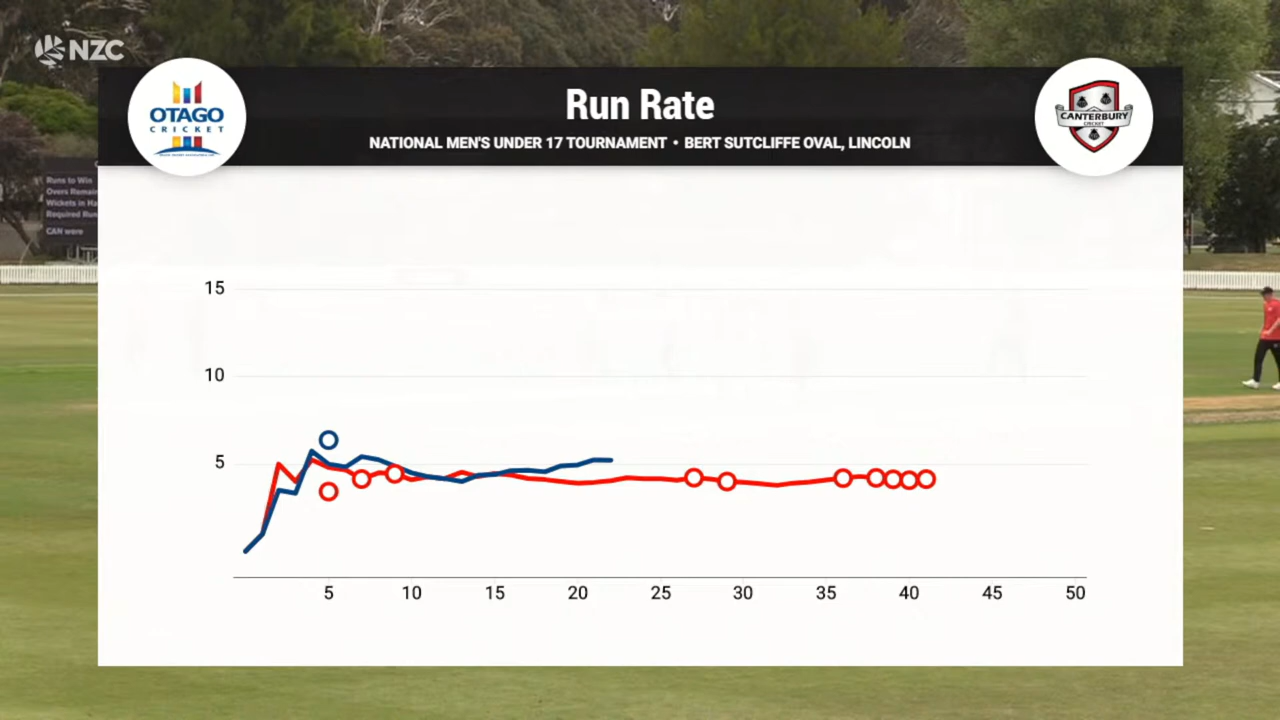 NZC
OTAGO
CRICKET
Run Rate
NATIONAL MEN'S UNDER 17 TOURNAMENT • BERT SUTCLIFFE OVAL, LINCOLN
CANTERBURY
CRICKET
Runs to Win
Overs Remain
Wickets in Ha
Required Run
CAN were
15
10
5
5 10 15 20 25 30 35 40 45 50